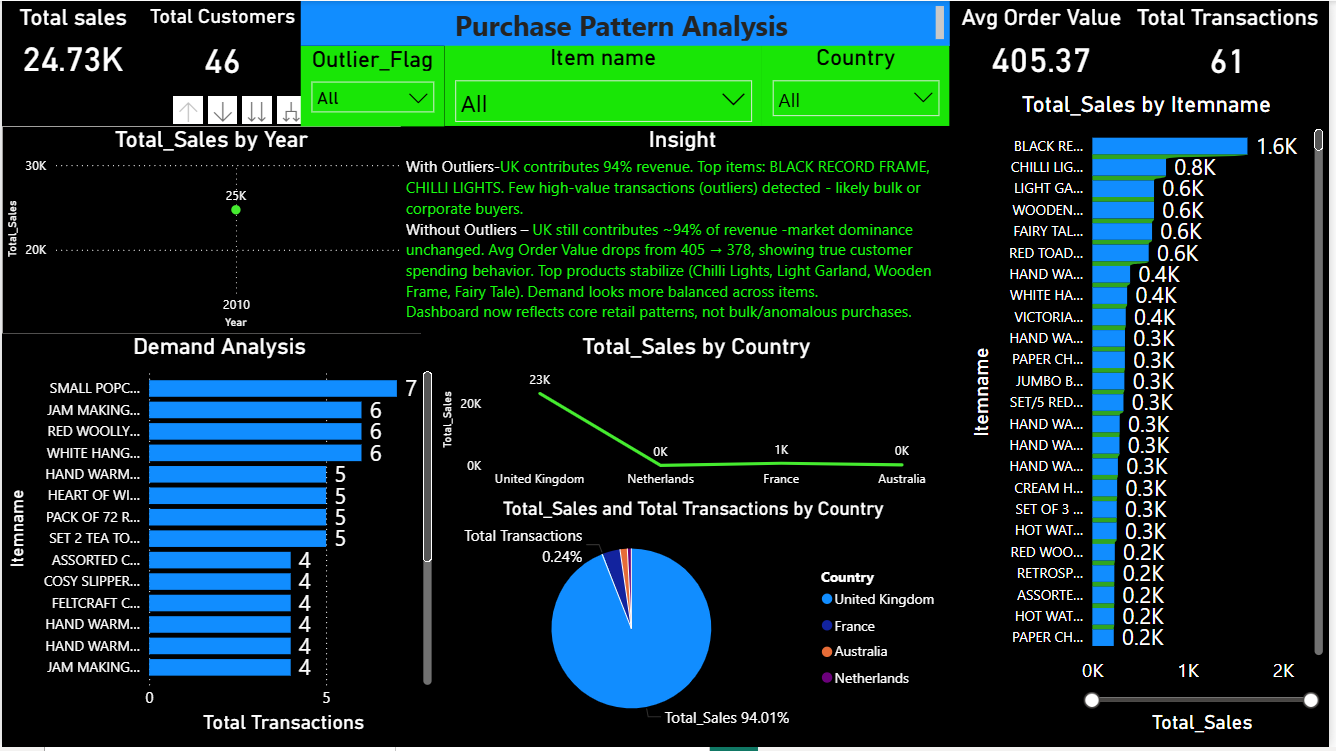 Total sales
24.73K
Total Customers
46
Purchase Pattern Analysis
Outlier_Flag
All
Item name
All
Country
All
Avg Order Value
405.37
Total Transactions
61
Total_Sales by Year
30K
25K
20K
Total_Sales
2010
Year
Insight
With Outliers-UK contributes 94% revenue. Top items: BLACK RECORD FRAME,
CHILLI LIGHTS. Few high-value transactions (outliers) detected - likely bulk or
corporate buyers.
Without Outliers – UK still contributes ~94% of revenue -market dominance
unchanged. Avg Order Value drops from 405 → 378, showing true customer
spending behavior. Top products stabilize (Chilli Lights, Light Garland, Wooden
Frame, Fairy Tale). Demand looks more balanced across items.
Dashboard now reflects core retail patterns, not bulk/anomalous purchases.
Total_Sales by Itemname
BLACK RE... 1.6K
CHILLI LIG... 0.8K
LIGHT GA... 0.6K
WOODEN... 0.6K
FAIRY TAL... 0.6K
RED TOAD... 0.6K
HAND WA... 0.4K
WHITE HA... 0.4K
VICTORIA... 0.4K
HAND WA... 0.3K
PAPER CH... 0.3K
JUMBO B... 0.3K
SET/5 RED... 0.3K
HAND WA... 0.3K
HAND WA... 0.3K
HAND WA... 0.3K
CREAM H... 0.3K
SET OF 3 ... 0.3K
HOT WAT... 0.3K
RED WOO... 0.2K
RETROSP... 0.2K
ASSORTE... 0.2K
HOT WAT... 0.2K
PAPER CH... 0.2K
Itemname
0K 1K 2K
Total_Sales
Demand Analysis
SMALL POPC... 7
JAM MAKING... 6
RED WOOLLY... 6
WHITE HANG... 6
HAND WARM... 5
HEART OF WI... 5
PACK OF 72 R... 5
SET 2 TEA TO... 5
ASSORTED C... 4
COSY SLIPPER... 4
FELTCRAFT C... 4
HAND WARM... 4
HAND WARM... 4
JAM MAKING... 4
Itemname
0 5
Total Transactions
Total_Sales by Country
23K
20K
0K 1K 0K
0K
Total_Sales
United Kingdom Netherlands France Australia
Total_Sales and Total Transactions by Country
Total Transactions
0.24%
Total_Sales 94.01%
Country
United Kingdom
France
Australia
Netherlands